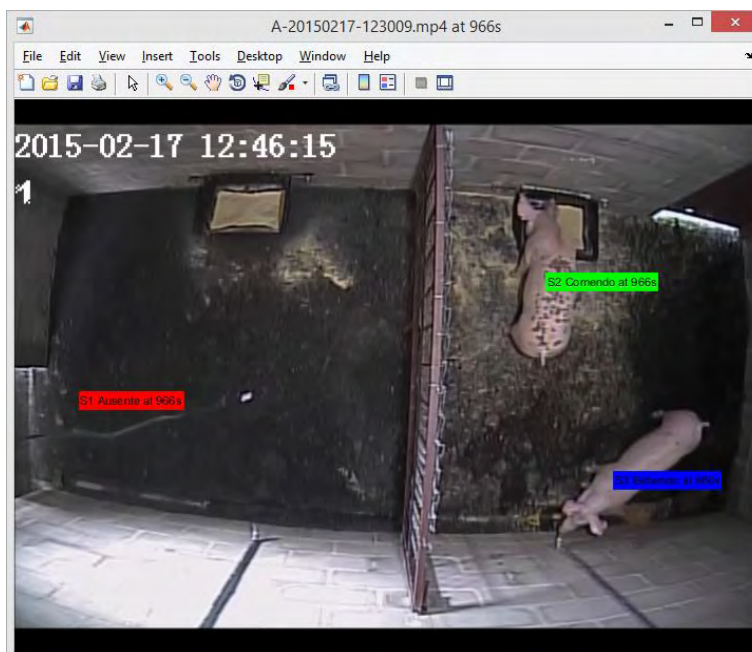 A-20150217-123009.mp4 at 966s
File Edit View Insert Tools Desktop Window Help
2015-02-17 12:46:15
1
S2 Comendo at 966s
S1 Ausente at 966s
S3 Bebendo at 966s